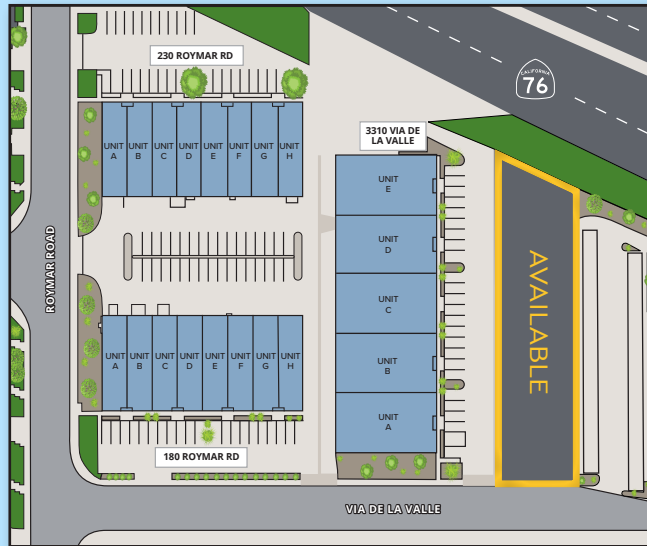 230 ROYMAR RD
CALIFORNIA
76
3310 VIA DE
LA VALLE
UNIT
A
UNIT
B
UNIT
C
UNIT
D
UNIT
E
UNIT
F
UNIT
G
UNIT
H
UNIT
E
UNIT
D
UNIT
C
UNIT
B
UNIT
A
AVAILABLE
ROYMAR ROAD
UNIT
A
UNIT
B
UNIT
C
UNIT
D
UNIT
E
UNIT
F
UNIT
G
UNIT
H
180 ROYMAR RD
VIA DE LA VALLE